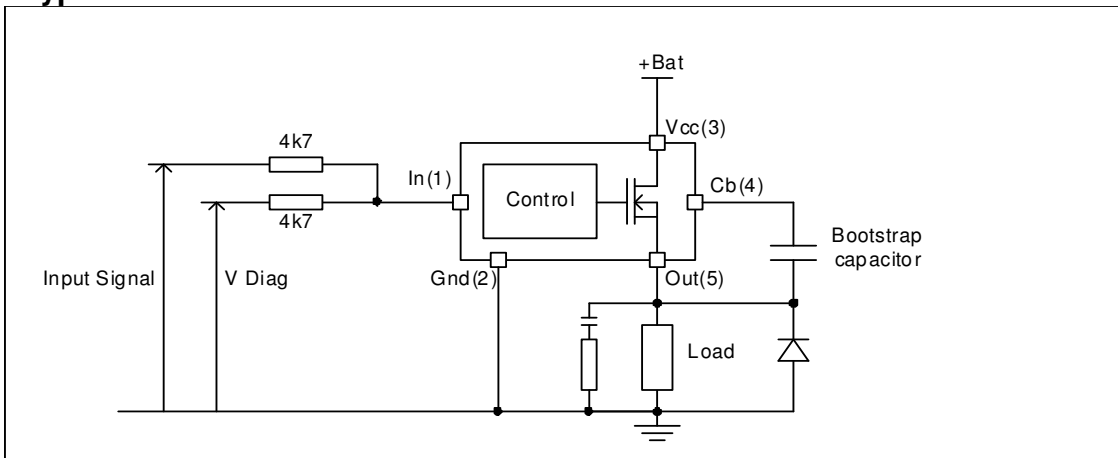 +Bat
Vcc(3)
4k7
In(1)
Control
Cb(4)
4k7
Bootstrap
capacitor
Input Signal
V Diag
Gnd(2)
Out(5)
Load